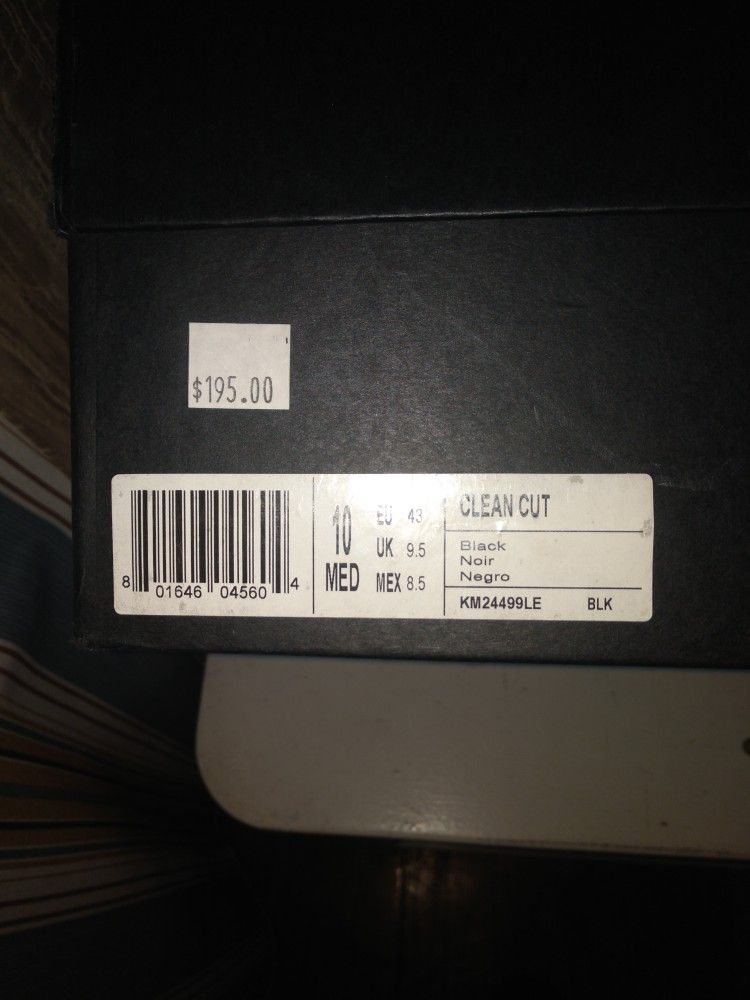 $195.00
8 01646 04560 4
10
MED
EU 43
UK 9.5
MEX 8.5
CLEAN CUT
Black
Noir
Negro
KM24499LE BLK